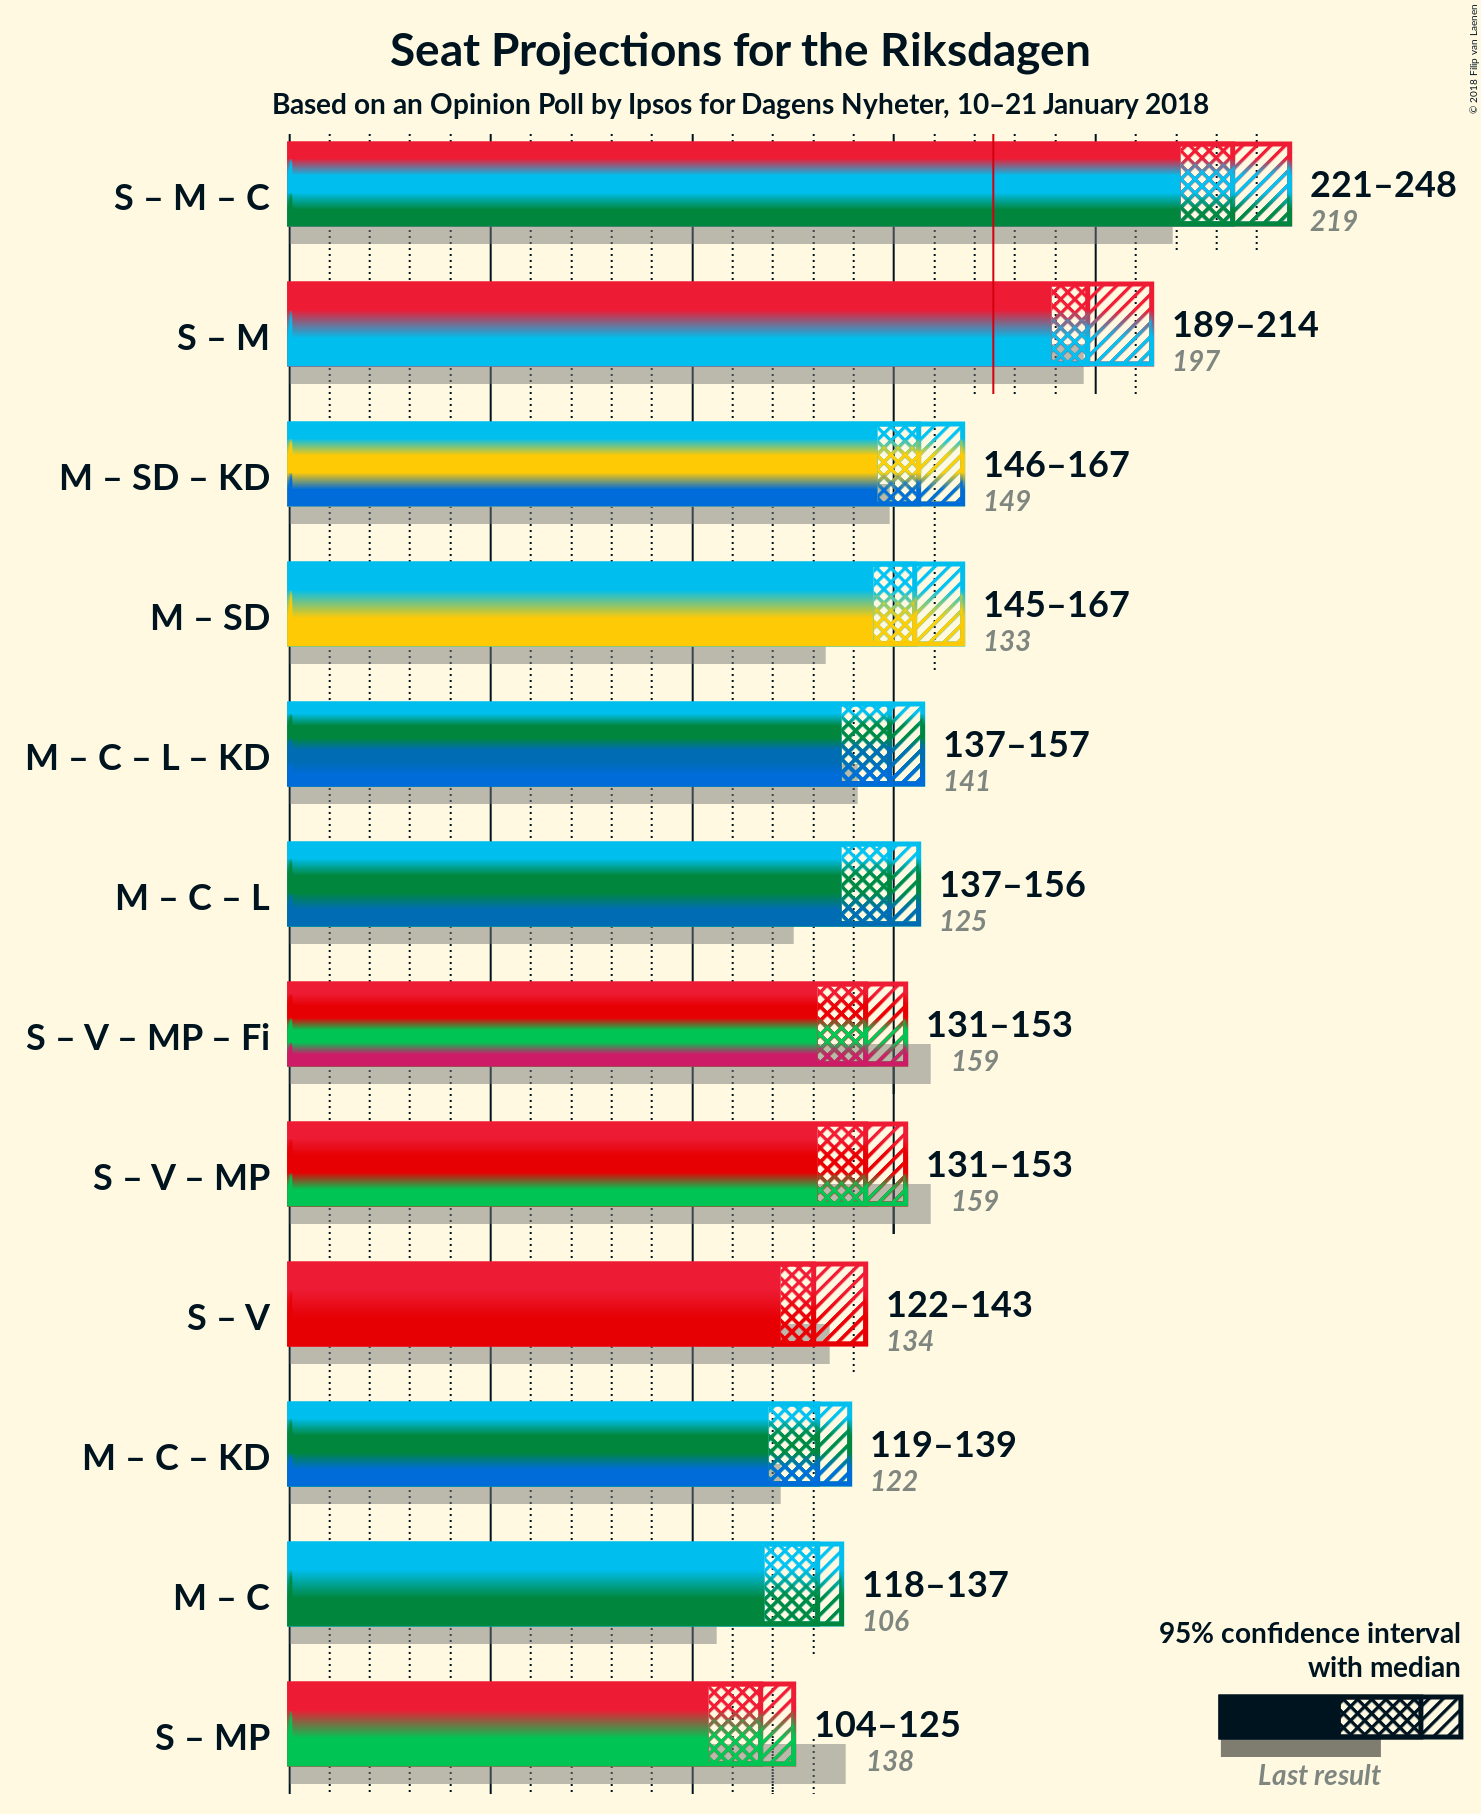 Seat Projections for the Riksdagen
Based on an Opinion Poll by Ipsos for Dagens Nyheter, 10–21 January 2018
© 2018 Filip van Laenen
S – M – C
221–248
219
S – M
189–214
197
M – SD – KD
146–167
149
M – SD
145–167
133
M – C – L – KD
137–157
141
M – C – L
137–156
125
S – V – MP – Fi
131–153
159
S – V – MP
131–153
159
S – V
122–143
134
M – C – KD
119–139
122
M – C
118–137
106
S – MP
104–125
138
95% confidence interval
with median
Last result